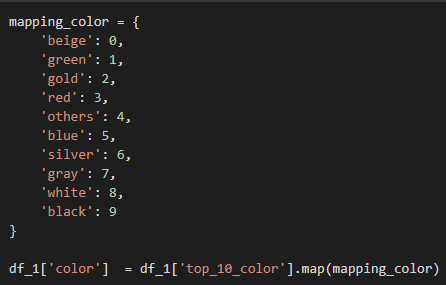 mapping_color = {
    'beige': 0,
    'green': 1,
    'gold': 2,
    'red': 3,
    'others': 4,
    'blue': 5,
    'silver': 6,
    'gray': 7,
    'white': 8,
    'black': 9
}
df_1['color']  = df_1['top_10_color'].map(mapping_color)